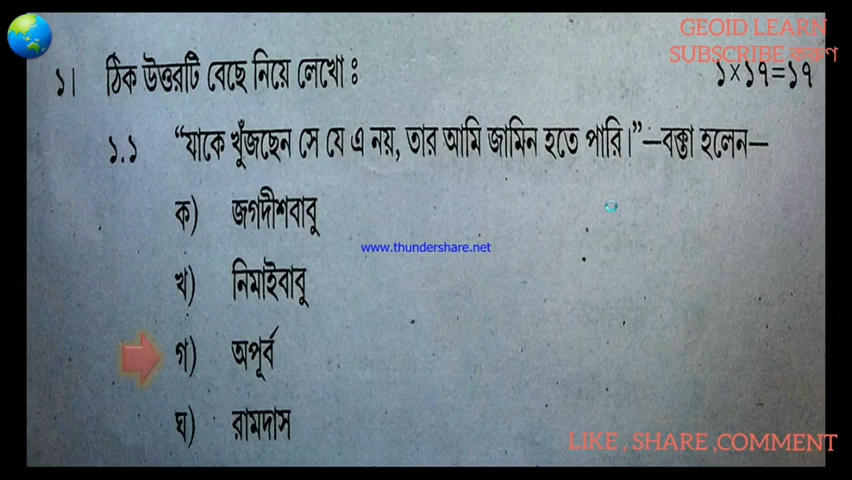 GEOID LEARN
SUBSCRIBE করুণ
১। ঠিক উত্তরটি বেছে নিয়ে লেখো : ১×১৭=১৭
১.১ “যাকে খুঁজছেন সে যে এ নয়, তার আমি জামিন হতে পারি।”—বক্তা হলেন—
ক) জগদীশবাবু
www.thundershare.net
খ) নিমাইবাবু
গ) অপূর্ব
ঘ) রামদাস
LIKE , SHARE ,COMMENT